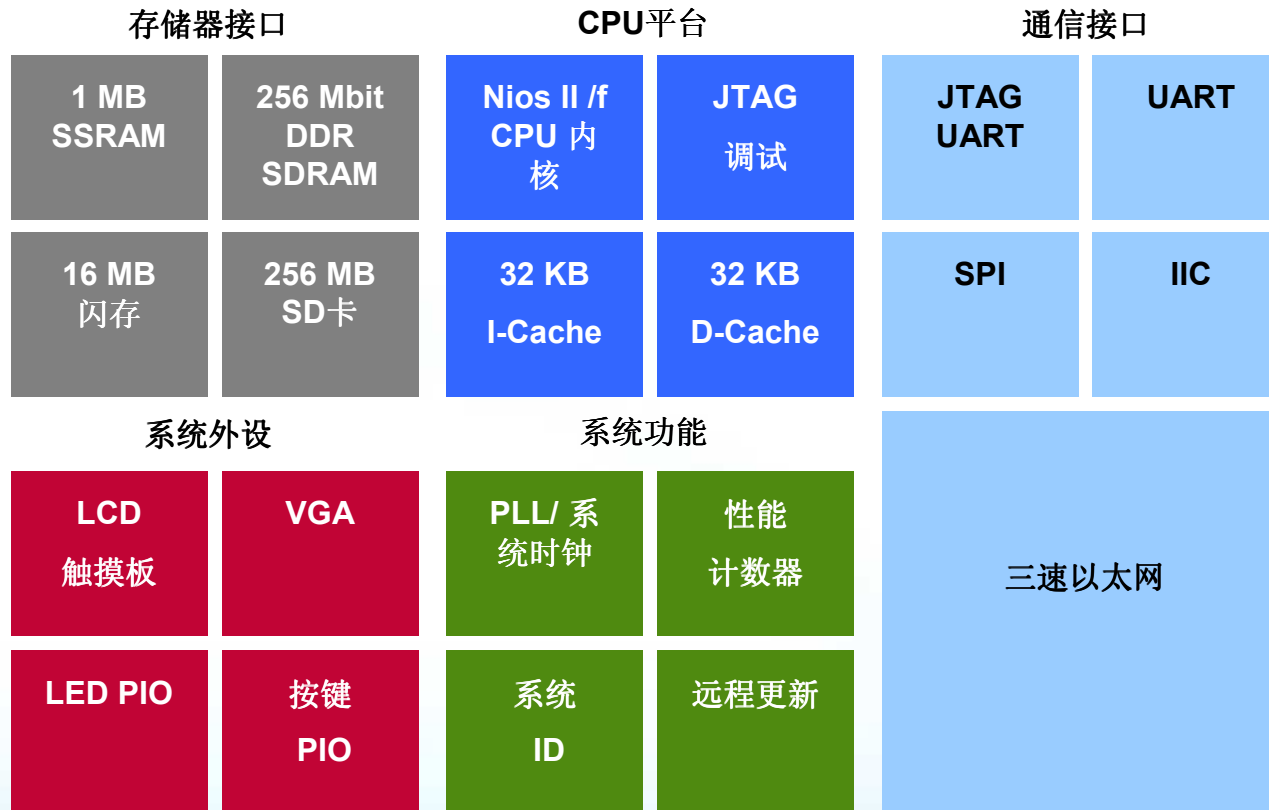 存储器接口
1 MB
SSRAM
256 Mbit
DDR
SDRAM
16 MB
闪存
256 MB
SD卡
CPU平台
Nios II /f
CPU 内
核
JTAG
调试
32 KB
I-Cache
32 KB
D-Cache
通信接口
JTAG
UART
UART
SPI
IIC
三速以太网
系统外设
LCD
触摸板
VGA
LED PIO
按键
PIO
系统功能
PLL/ 系
统时钟
性能
计数器
系统
ID
远程更新